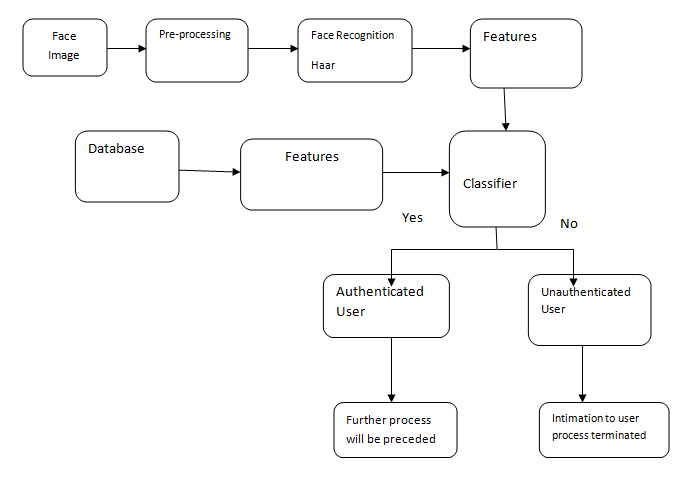 Face
Image
Pre-processing
Face Recognition
Haar
Features
Database
Features
Classifier
Yes
No
Authenticated
User
Unauthenticated
User
Further process
will be preceded
Intimation to user
process terminated